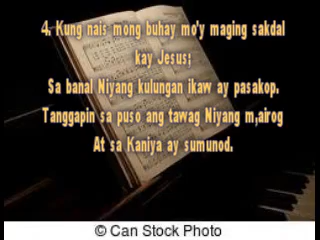 4. Kung nais mong buhay mo'y maging sakdal
kay Jesus;
Sa banal Niyang kulungan ikaw ay pasakop.
Tanggapin sa puso ang tawag Niyang m,airog
At sa Kaniya ay sumunod.
© Can Stock Photo